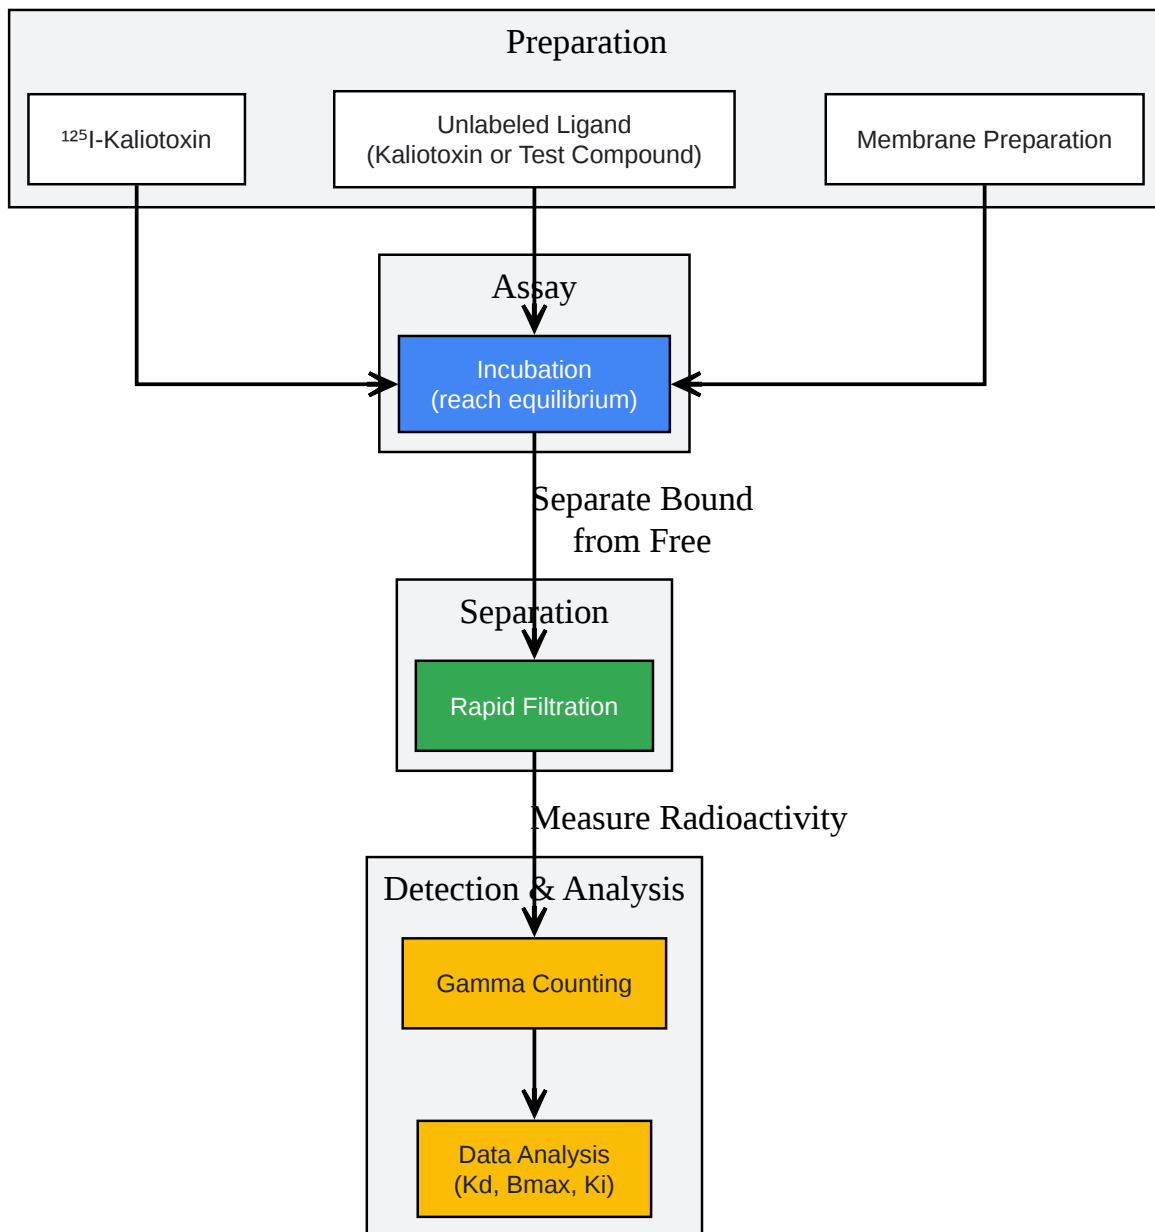 Preparation
¹²⁵I-Kaliotoxin
Unlabeled Ligand
(Kaliotoxin or Test Compound)
Membrane Preparation
Assay
Incubation
(reach equilibrium)
Separate Bound
from Free
Separation
Rapid Filtration
Measure Radioactivity
Detection & Analysis
Gamma Counting
Data Analysis
(Kd, Bmax, Ki)